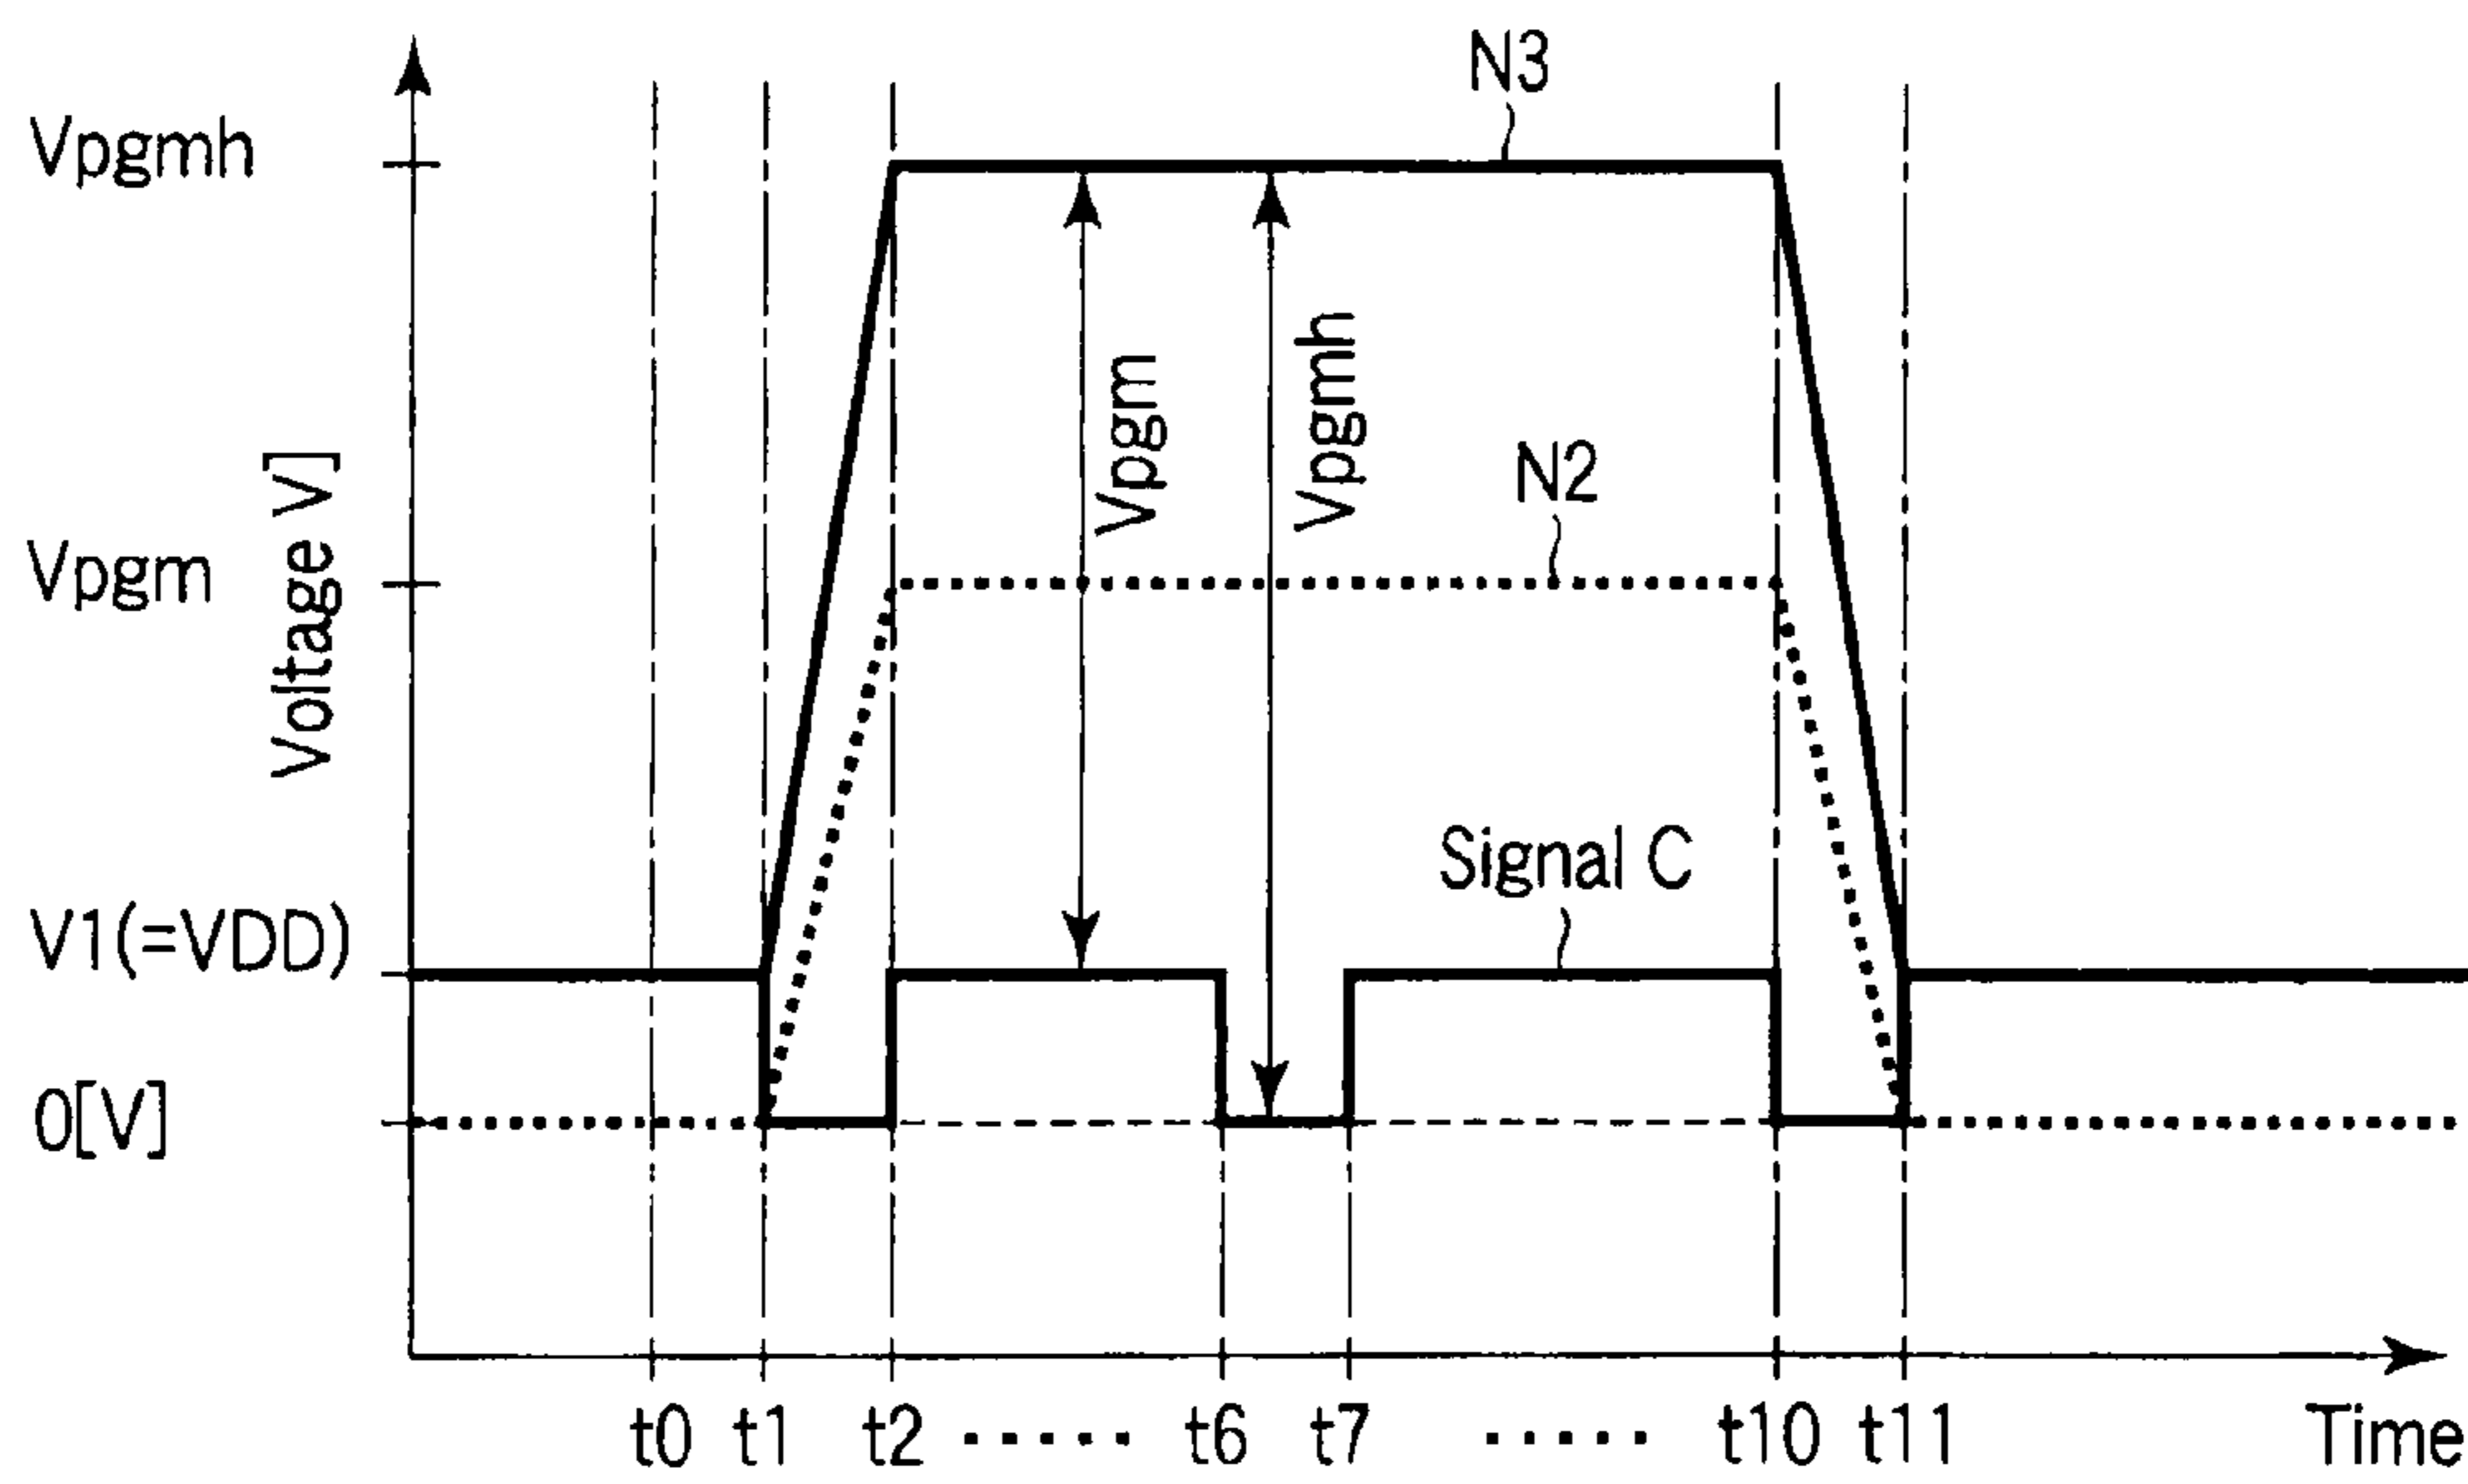 N3
Vpgmh
Vpgm
Vpgmh
N2
Vpgm
Voltage V]
Signal C
V1(=VDD)
0[V]
t0 t1 t2 ..... t6 t7 ..... t10 t11 Time